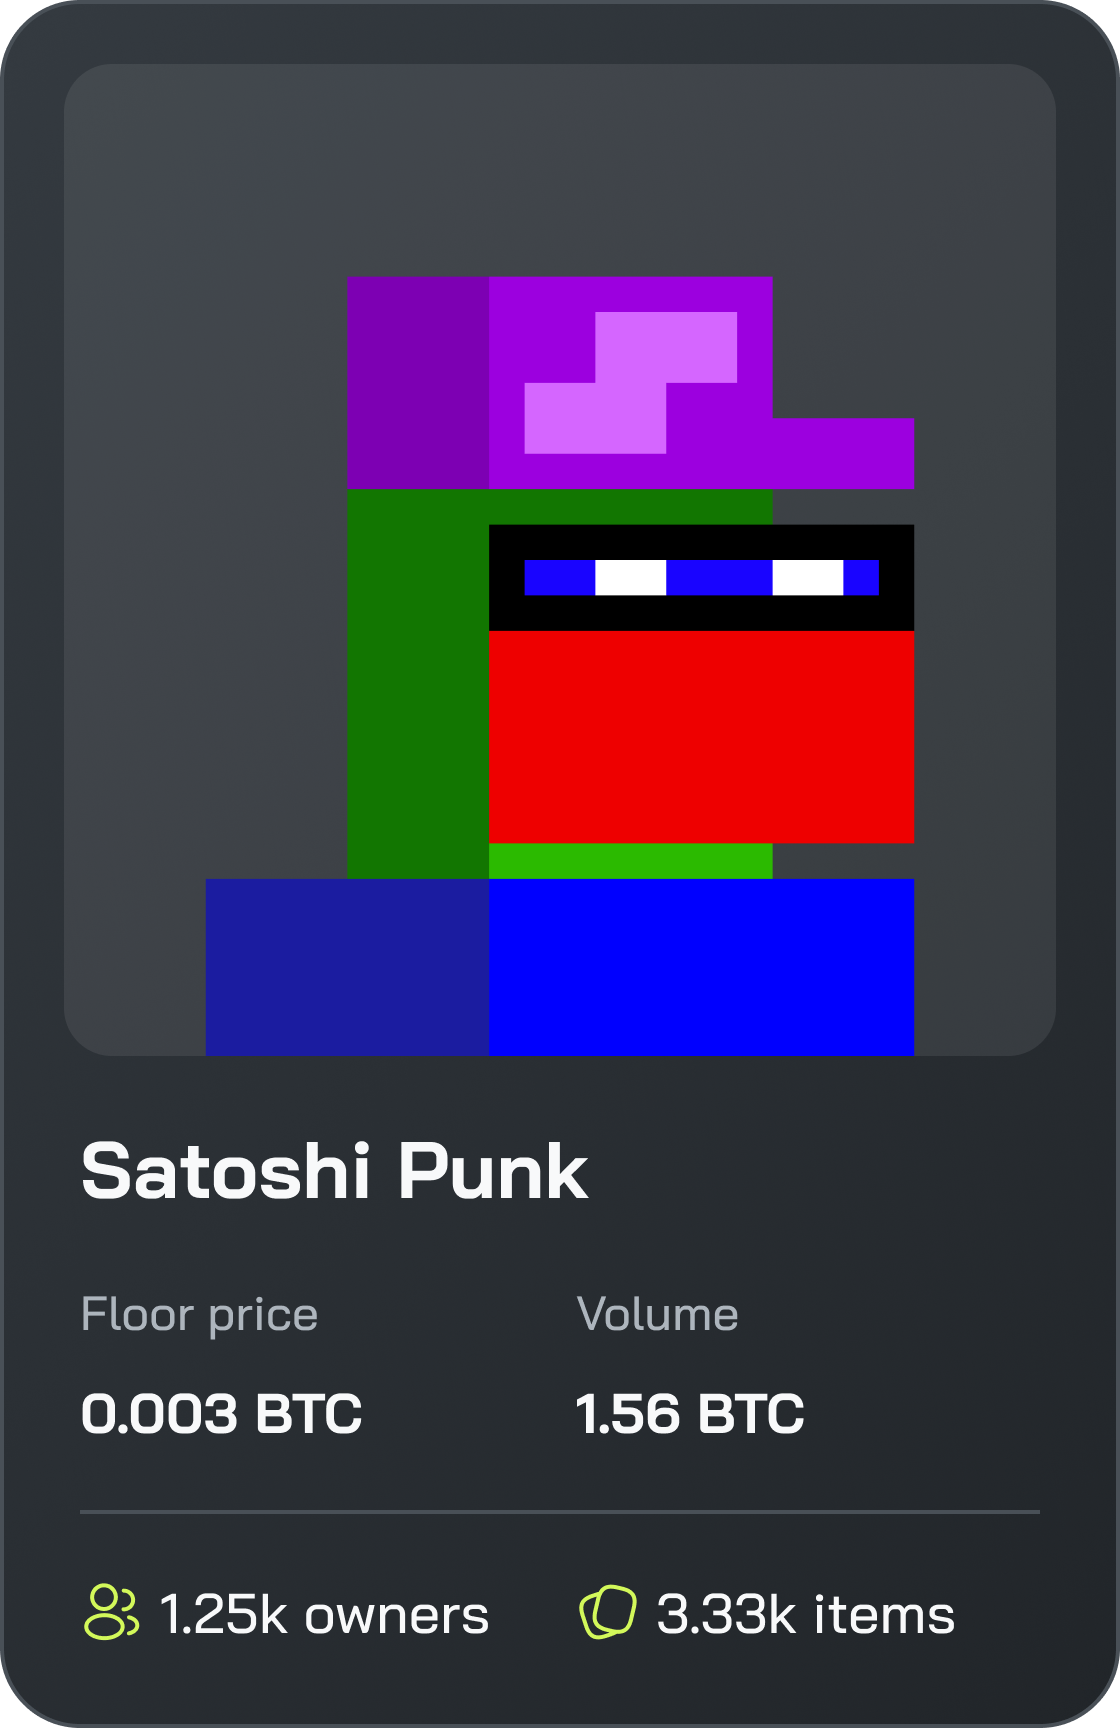 Satoshi Punk
Floor price
Volume
0.003 BTC
1.56 BTC
1.25k owners
3.33k items